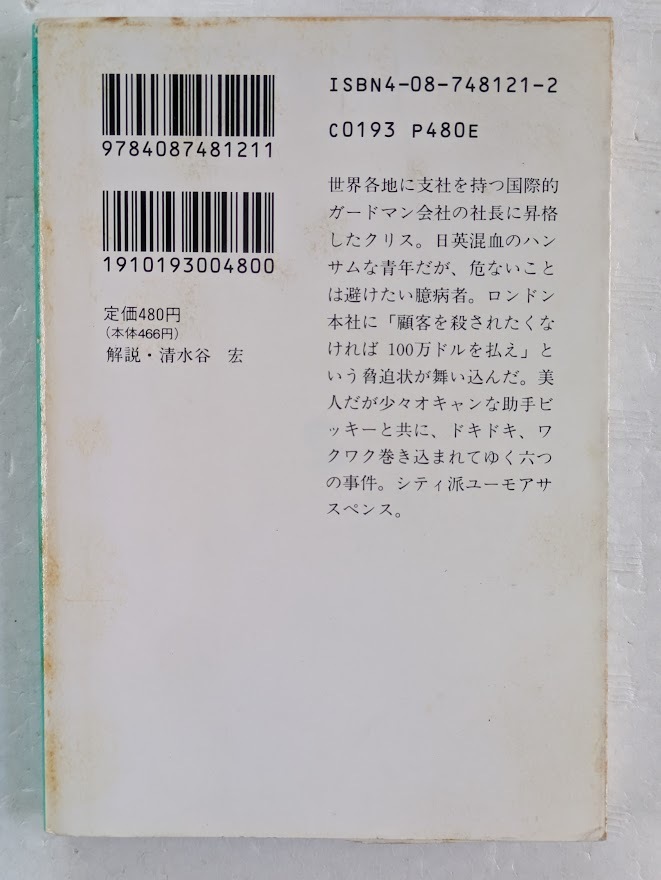 9784087481211
1910193004800
定価480円
(本体466円)
解説・清水谷 宏
ISBN4-08-748121-2
C0193 P480E
世界各地に支社を持つ国際的
ガードマン会社の社長に昇格
したクリス。日英混血のハン
サムな青年だが、危ないこと
は避けたい臆病者。ロンドン
本社に「顧客を殺されたくな
ければ 100万ドルを払え」と
いう脅迫状が舞い込んだ。美
人だが少々オキャンな助手ビ
ッキーと共に、ドキドキ、ワ
クワク巻き込まれてゆく六つ
の事件。シティ派ユーモアサ
スペンス。